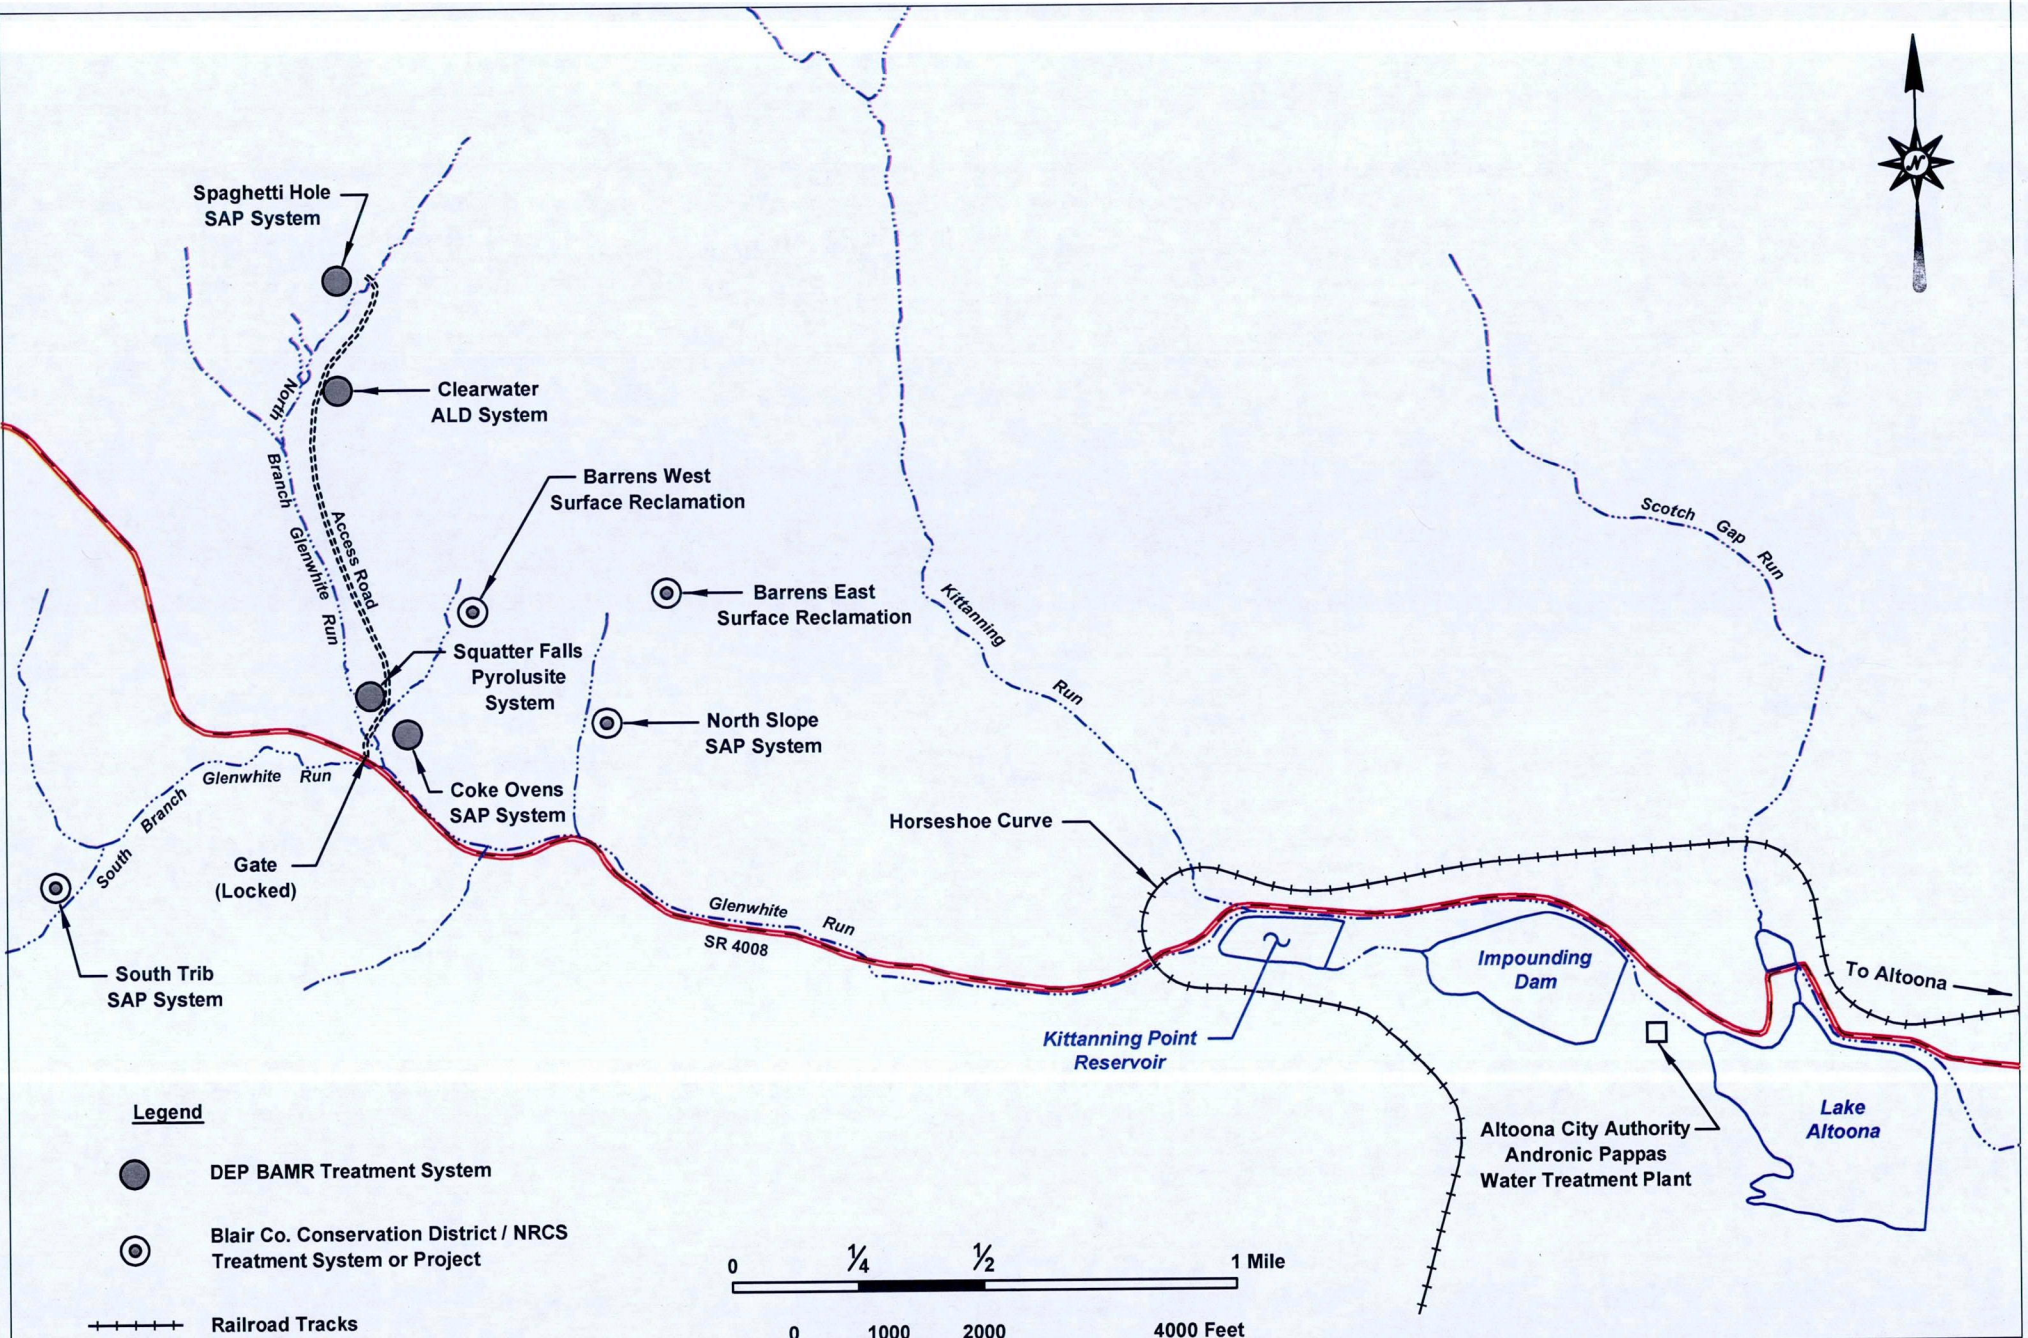 N
Spaghetti Hole
SAP System
Clearwater
ALD System
North
Branch
Glenwhite
Run
Access Road
Barrens West
Surface Reclamation
Barrens East
Surface Reclamation
Squatter Falls
Pyrolusite
System
North Slope
SAP System
Coke Ovens
SAP System
Kittanning
Run
Scotch Gap Run
Glenwhite Run
Branch
South
Gate
(Locked)
South Trib
SAP System
Horseshoe Curve
Glenwhite Run
SR 4008
Impounding
Dam
To Altoona
Kittanning Point
Reservoir
Altoona City Authority
Andronic Pappas
Water Treatment Plant
Lake
Altoona
Legend
DEP BAMR Treatment System
Blair Co. Conservation District / NRCS
Treatment System or Project
Railroad Tracks
0 1/4 1/2 1 Mile
0 1000 2000 4000 Feet